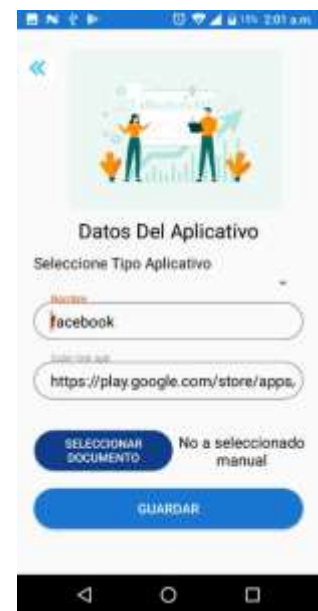 2:01 a.m.
Datos Del Aplicativo
Seleccione Tipo Aplicativo
Nombre
facebook
https://play.google.com/store/apps,
SELECCIONAR
DOCUMENTO
No a seleccionado
manual
GUARDAR